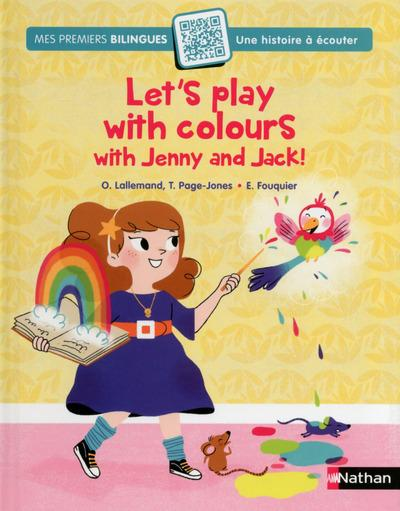 MES PREMIERS BILINGUES
Une histoire à écouter
Let's play
with colours
with Jenny and Jack!
O. Lallemand, T. Page-Jones • E. Fouquier
Nathan